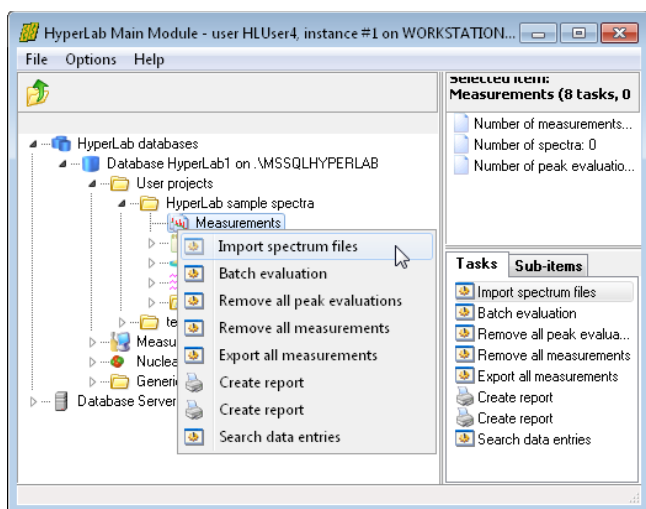 HyperLab Main Module - user HLUser4, instance #1 on WORKSTATION...
File Options Help
Selected item:
Measurements (8 tasks, 0
Number of measurements...
Number of spectra: 0
Number of peak evaluatio...
HyperLab databases
Database HyperLab1 on .\MSSQLHYPERLAB
User projects
HyperLab sample spectra
Measurements
te
Measu
Nuclea
Generi
Database Server
Import spectrum files
Batch evaluation
Remove all peak evaluations
Remove all measurements
Export all measurements
Create report
Create report
Search data entries
Tasks Sub-items
Import spectrum files
Batch evaluation
Remove all peak evalua...
Remove all measurements
Export all measurements
Create report
Create report
Search data entries